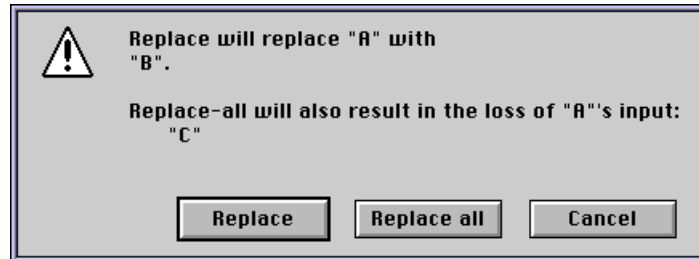 Replace will replace "A" with
"B".
Replace-all will also result in the loss of "A"'s input:
"C"
Replace
Replace all
Cancel